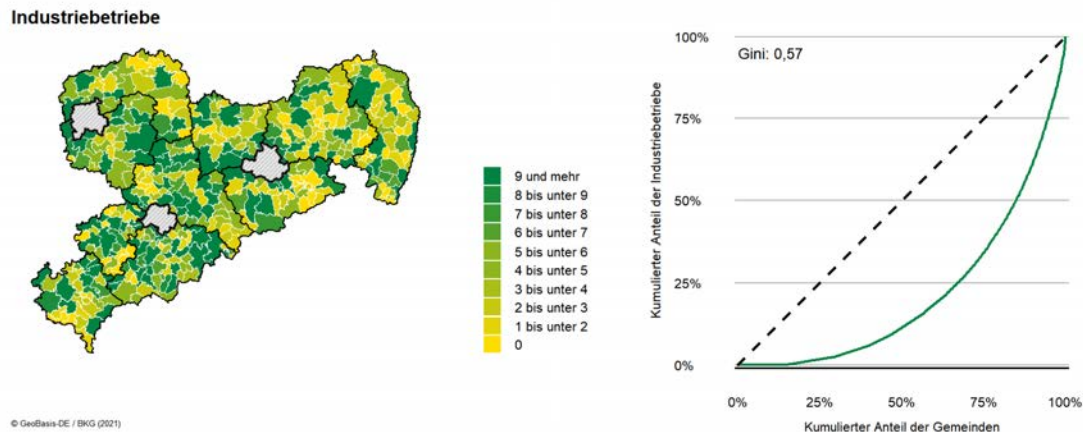 Industriebetriebe
9 und mehr
8 bis unter 9
7 bis unter 8
6 bis unter 7
5 bis unter 6
4 bis unter 5
3 bis unter 4
2 bis unter 3
1 bis unter 2
0
© GeoBasis-DE / BKG (2021)
Kumulierter Anteil der Industriebetriebe
100%
75%
50%
25%
0%
Gini: 0,57
0% 25% 50% 75% 100%
Kumulierter Anteil der Gemeinden